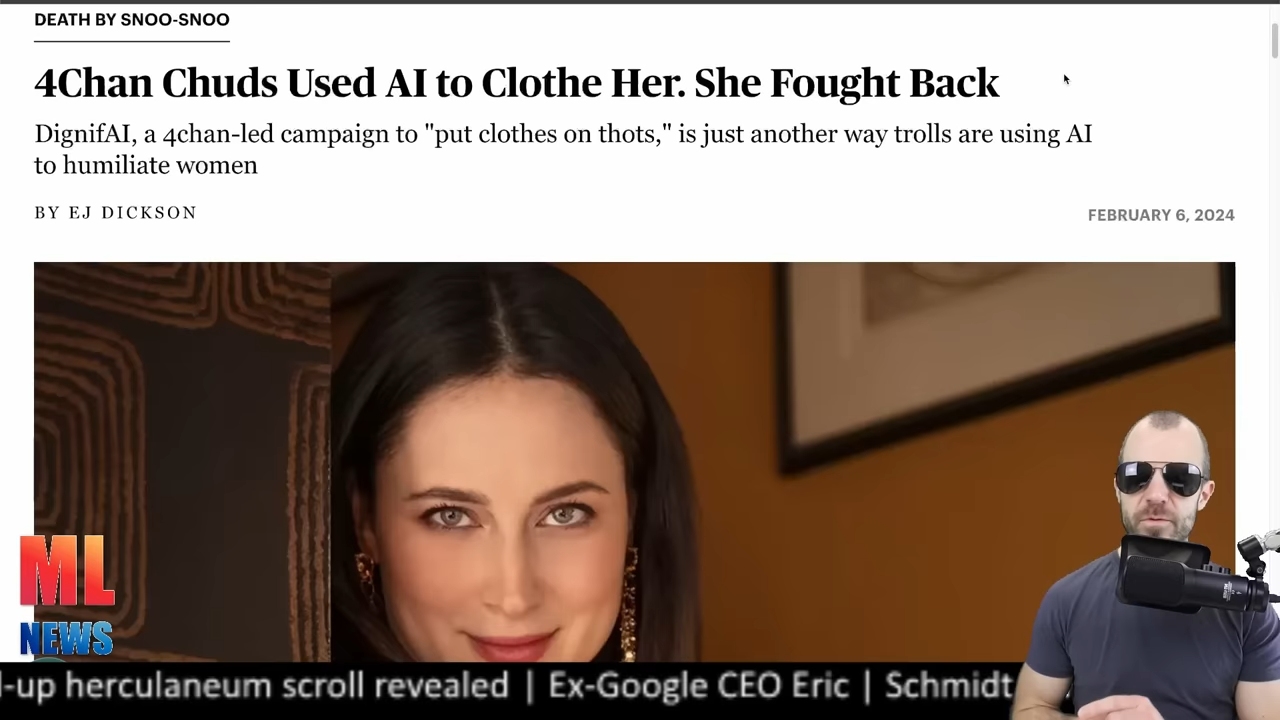 DEATH BY SNOO-SNOO
4Chan Chuds Used AI to Clothe Her. She Fought Back
DignifAI, a 4chan-led campaign to "put clothes on thots," is just another way trolls are using AI
to humiliate women
BY EJ DICKSON
FEBRUARY 6, 2024
ML
NEWS
-up herculaneum scroll revealed | Ex-Google CEO Eric | Schmidt